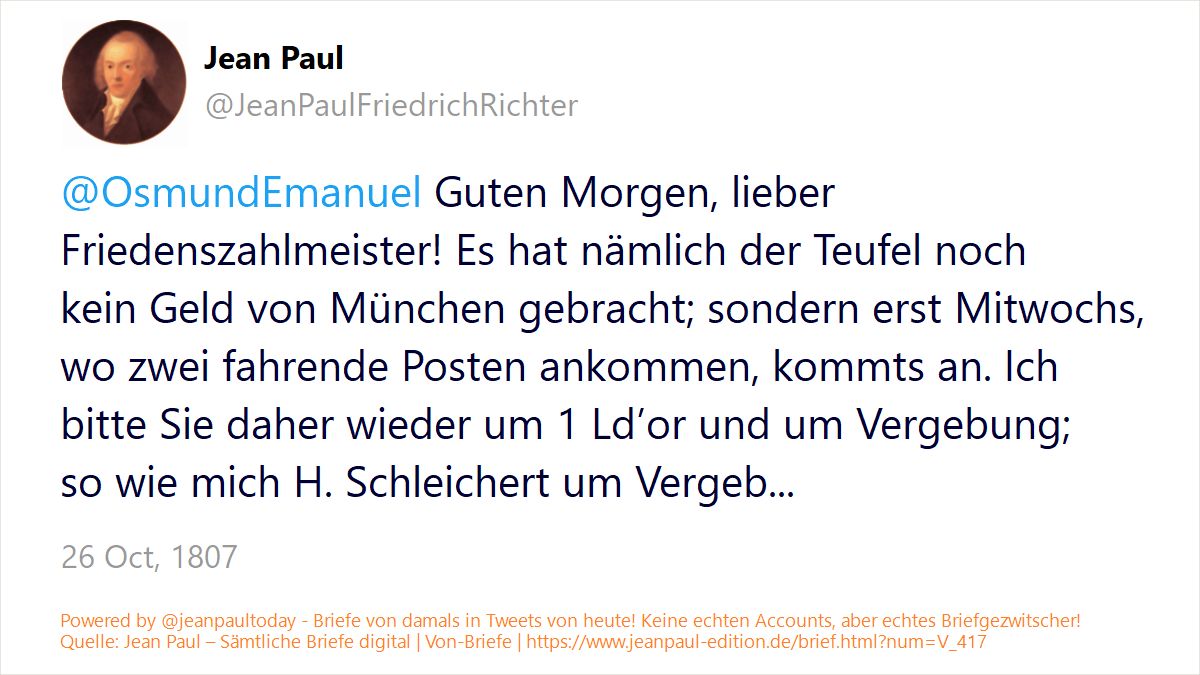 Jean Paul
@JeanPaulFriedrichRichter
@OsmundEmanuel Guten Morgen, lieber
Friedenszahlmeister! Es hat nämlich der Teufel noch
kein Geld von München gebracht; sondern erst Mitwochs,
wo zwei fahrende Posten ankommen, kommts an. Ich
bitte Sie daher wieder um 1 Ld’or und um Vergebung;
so wie mich H. Schleichert um Vergeb...
26 Oct, 1807
Powered by @jeanpaultoday - Briefe von damals in Tweets von heute! Keine echten Accounts, aber echtes Briefgezwitscher!
Quelle: Jean Paul – Sämtliche Briefe digital | Von-Briefe | https://www.jeanpaul-edition.de/brief.html?num=V_417